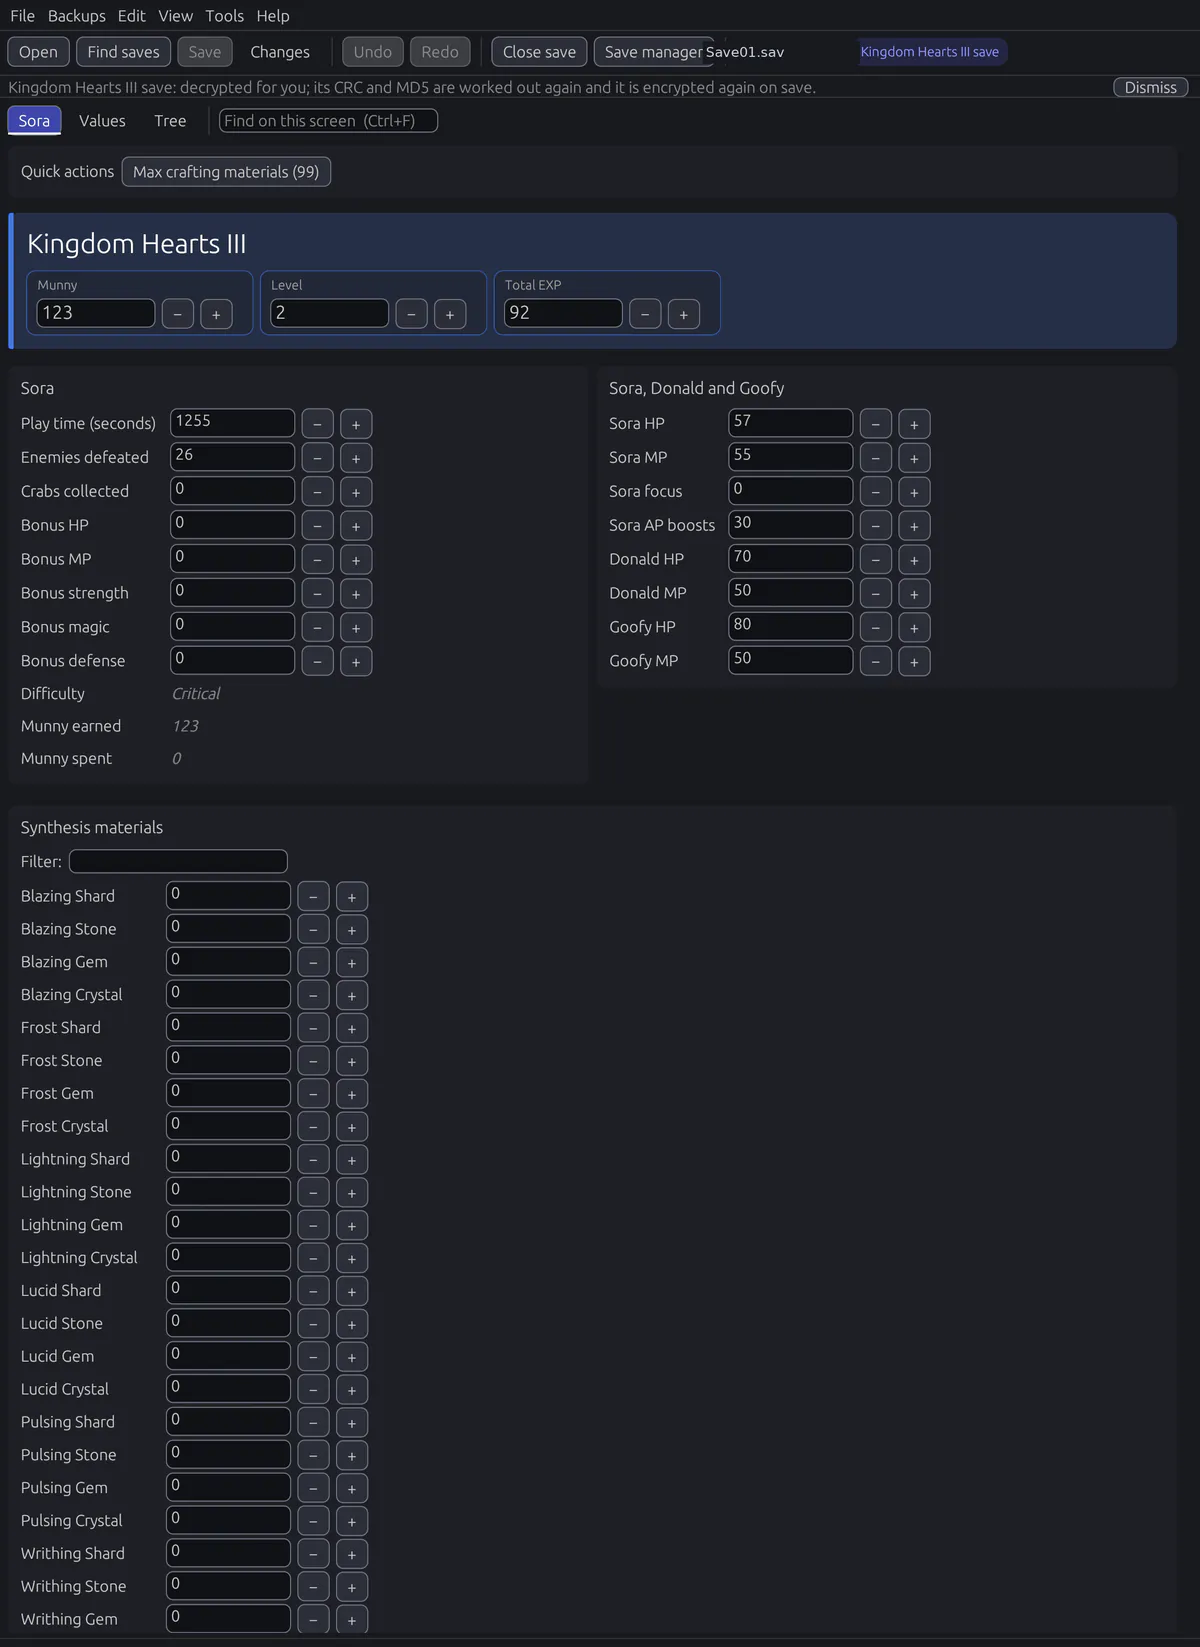 File Backups Edit View Tools Help
Open Find saves Save Changes Undo Redo Close save Save manager Save01.sav Kingdom Hearts III save
Kingdom Hearts III save: decrypted for you; its CRC and MD5 are worked out again and it is encrypted again on save. Dismiss
Sora Values Tree Find on this screen (Ctrl+F)
Quick actions Max crafting materials (99)
Kingdom Hearts III
Munny Level Total EXP
123 − + 2 − + 92 − +
Sora
Play time (seconds) 1255 − +
Enemies defeated 26 − +
Crabs collected 0 − +
Bonus HP 0 − +
Bonus MP 0 − +
Bonus strength 0 − +
Bonus magic 0 − +
Bonus defense 0 − +
Difficulty Critical
Munny earned 123
Munny spent 0
Sora, Donald and Goofy
Sora HP 57 − +
Sora MP 55 − +
Sora focus 0 − +
Sora AP boosts 30 − +
Donald HP 70 − +
Donald MP 50 − +
Goofy HP 80 − +
Goofy MP 50 − +
Synthesis materials
Filter:
Blazing Shard 0 − +
Blazing Stone 0 − +
Blazing Gem 0 − +
Blazing Crystal 0 − +
Frost Shard 0 − +
Frost Stone 0 − +
Frost Gem 0 − +
Frost Crystal 0 − +
Lightning Shard 0 − +
Lightning Stone 0 − +
Lightning Gem 0 − +
Lightning Crystal 0 − +
Lucid Shard 0 − +
Lucid Stone 0 − +
Lucid Gem 0 − +
Lucid Crystal 0 − +
Pulsing Shard 0 − +
Pulsing Stone 0 − +
Pulsing Gem 0 − +
Pulsing Crystal 0 − +
Writhing Shard 0 − +
Writhing Stone 0 − +
Writhing Gem 0 − +